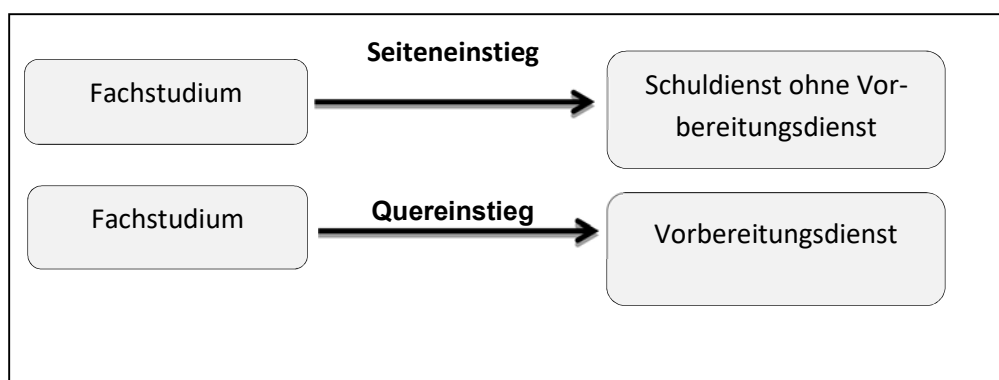 Seiteneinstieg
Fachstudium
Schuldienst ohne Vor-
bereitungsdienst
Quereinstieg
Fachstudium
Vorbereitungsdienst